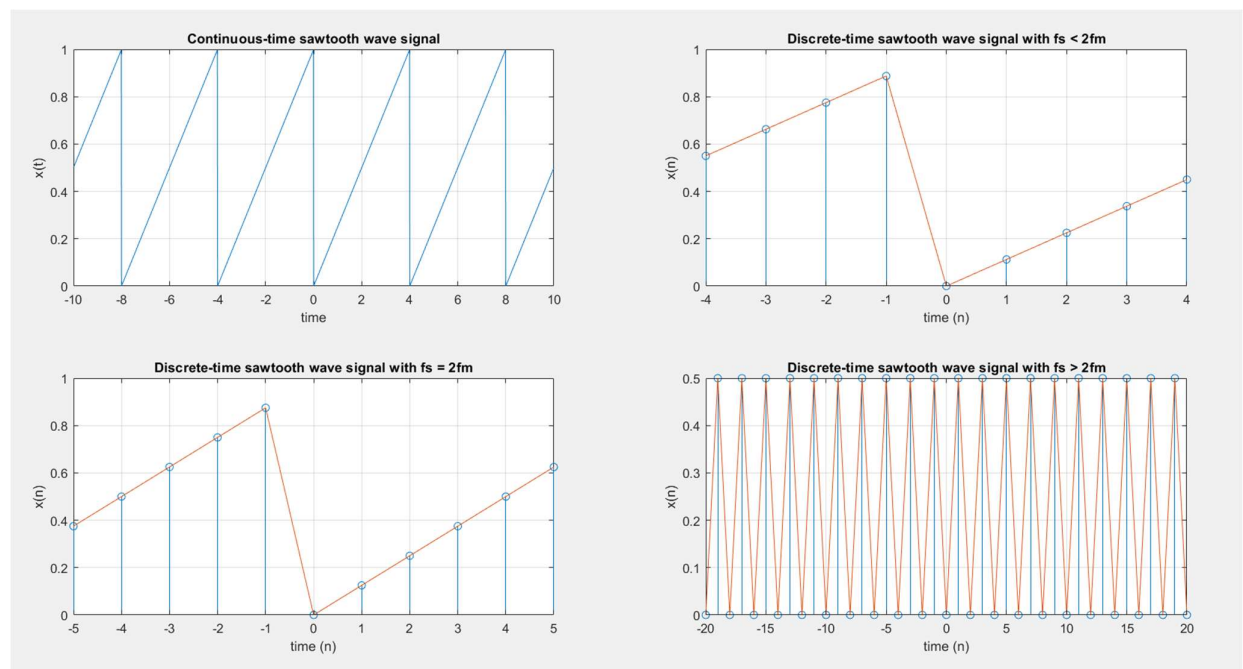 Continuous-time sawtooth wave signal
1
0.8
0.6
0.4
0.2
0
x(t)
-10 -8 -6 -4 -2 0 2 4 6 8 10
time
Discrete-time sawtooth wave signal with fs < 2fm
1
0.8
0.6
0.4
0.2
0
x(n)
-4 -3 -2 -1 0 1 2 3 4
time (n)
Discrete-time sawtooth wave signal with fs = 2fm
1
0.8
0.6
0.4
0.2
0
x(n)
-5 -4 -3 -2 -1 0 1 2 3 4 5
time (n)
Discrete-time sawtooth wave signal with fs > 2fm
0.5
0.4
0.3
0.2
0.1
0
x(n)
-20 -15 -10 -5 0 5 10 15 20
time (n)